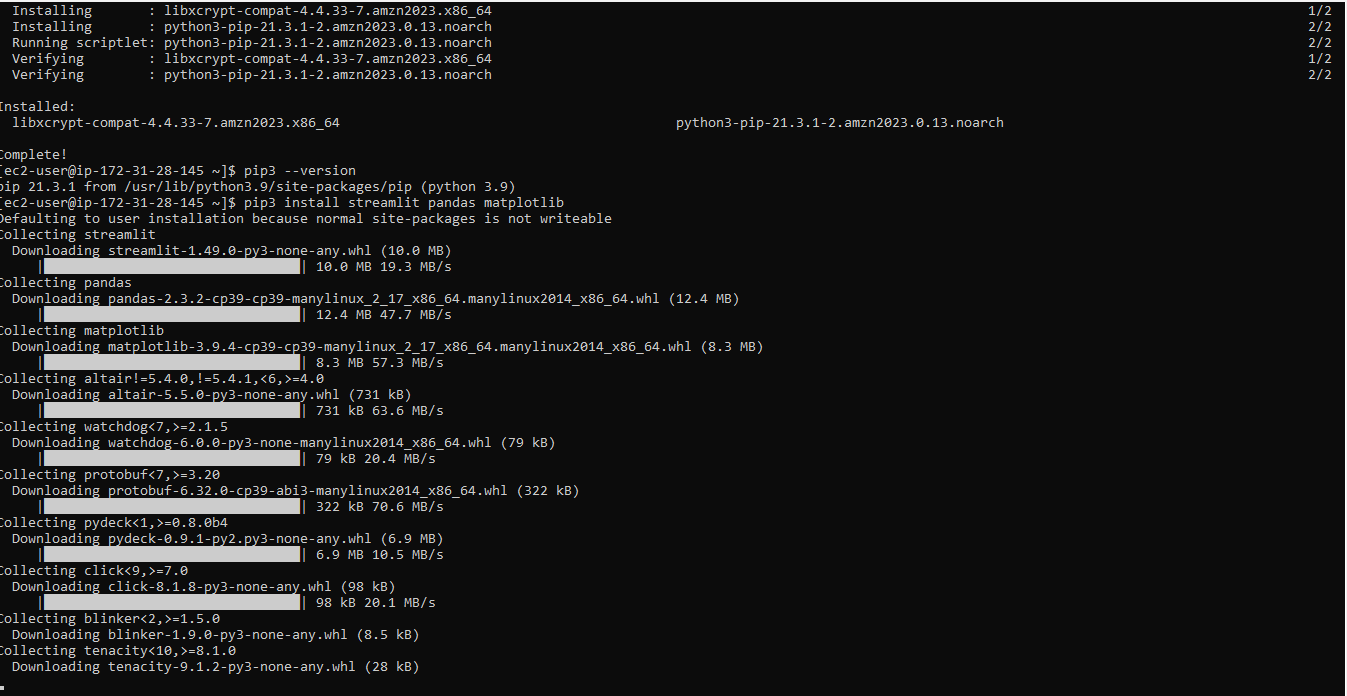 Installing       : libxcrypt-compat-4.4.33-7.amzn2023.x86_64 1/2
Installing       : python3-pip-21.3.1-2.amzn2023.0.13.noarch 2/2
Running scriptlet: python3-pip-21.3.1-2.amzn2023.0.13.noarch 2/2
Verifying        : libxcrypt-compat-4.4.33-7.amzn2023.x86_64 1/2
Verifying        : python3-pip-21.3.1-2.amzn2023.0.13.noarch 2/2
Installed:
libxcrypt-compat-4.4.33-7.amzn2023.x86_64 python3-pip-21.3.1-2.amzn2023.0.13.noarch
Complete!
[ec2-user@ip-172-31-28-145 ~]$ pip3 --version
pip 21.3.1 from /usr/lib/python3.9/site-packages/pip (python 3.9)
[ec2-user@ip-172-31-28-145 ~]$ pip3 install streamlit pandas matplotlib
Defaulting to user installation because normal site-packages is not writeable
Collecting streamlit
Downloading streamlit-1.49.0-py3-none-any.whl (10.0 MB)
| | 10.0 MB 19.3 MB/s
Collecting pandas
Downloading pandas-2.3.2-cp39-cp39-manylinux_2_17_x86_64.manylinux2014_x86_64.whl (12.4 MB)
| | 12.4 MB 47.7 MB/s
Collecting matplotlib
Downloading matplotlib-3.9.4-cp39-cp39-manylinux_2_17_x86_64.manylinux2014_x86_64.whl (8.3 MB)
| | 8.3 MB 57.3 MB/s
Collecting altair!=5.4.0,!=5.4.1,<6,>=4.0
Downloading altair-5.5.0-py3-none-any.whl (731 kB)
| | 731 kB 63.6 MB/s
Collecting watchdog<7,>=2.1.5
Downloading watchdog-6.0.0-py3-none-manylinux2014_x86_64.whl (79 kB)
| | 79 kB 20.4 MB/s
Collecting protobuf<7,>=3.20
Downloading protobuf-6.32.0-cp39-abi3-manylinux2014_x86_64.whl (322 kB)
| | 322 kB 70.6 MB/s
Collecting pydeck<1,>=0.8.0b4
Downloading pydeck-0.9.1-py2.py3-none-any.whl (6.9 MB)
| | 6.9 MB 10.5 MB/s
Collecting click<9,>=7.0
Downloading click-8.1.8-py3-none-any.whl (98 kB)
| | 98 kB 20.1 MB/s
Collecting blinker<2,>=1.5.0
Downloading blinker-1.9.0-py3-none-any.whl (8.5 kB)
Collecting tenacity<10,>=8.1.0
Downloading tenacity-9.1.2-py3-none-any.whl (28 kB)